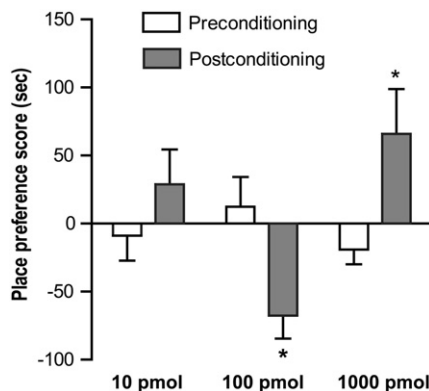 Place preference score (sec)
150
100
50
0
-50
-100
Preconditioning
Postconditioning
*
*
10 pmol
100 pmol
1000 pmol